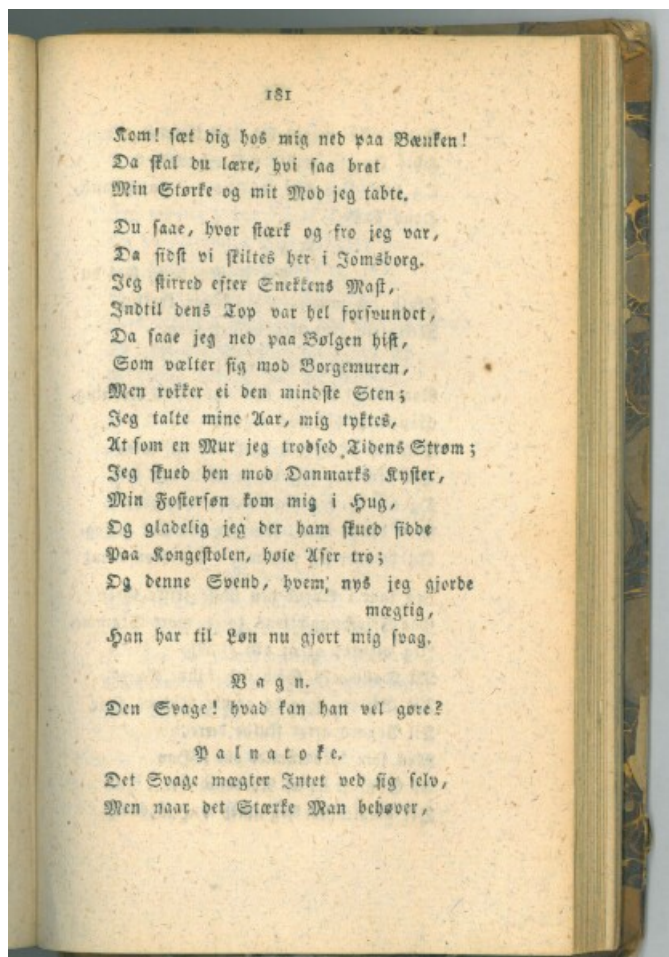 181
Kom! sæt dig hos mig ned paa Bænken!
Da skal du lære, hvi saa brat
Min Størke og mit Mod jeg tabte.
Du saae, hvor stærk og fro jeg var,
Da sidst vi skiltes her i Jomsborg.
Jeg stirred efter Snekkens Mast,
Indtil dens Top var hel forsvundet,
Da saae jeg ned paa Bølgen hist,
Som vælter sig mod Borgemuren,
Men rokker ei den mindste Sten;
Jeg talte mine Aar, mig tyktes,
At som en Mur jeg trodsed Tidens Strøm;
Jeg skued hen mod Danmarks Kyster,
Min Fostersøn kom mig i Hug,
Og gladelig jeg der ham skued sidde
Paa Kongestolen, høie Aser tro;
Og denne Svend, hvem nys jeg gjorde
mægtig,
Han har til Løn nu gjort mig svag.
Vagn.
Den Svage! hvad kan han vel gøre?
Palnatoke.
Det Svage mægter Intet ved sig selv,
Men naar det Stærke Man behøver,